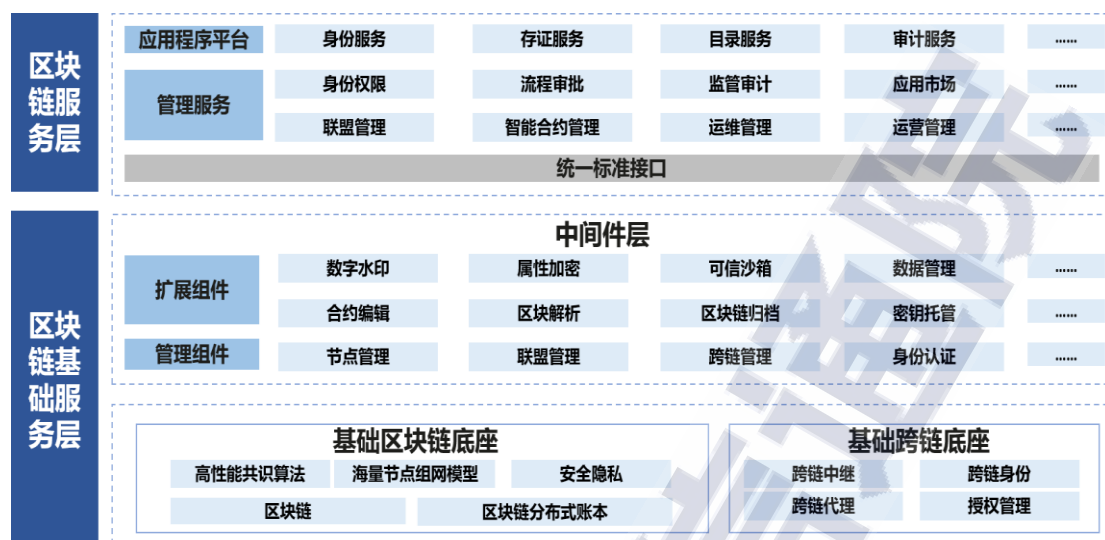 区块链服务层
应用程序平台 身份服务 存证服务 目录服务 审计服务 ……
管理服务
身份权限 流程审批 监管审计 应用市场 ……
联盟管理 智能合约管理 运维管理 运营管理 ……
统一标准接口
区块链基础服务层
中间件层
扩展组件
数字水印 属性加密 可信沙箱 数据管理 ……
合约编辑 区块解析 区块链归档 密钥托管 ……
管理组件 节点管理 联盟管理 跨链管理 身份认证 ……
基础区块链底座
高性能共识算法 海量节点组网模型 安全隐私
区块链 区块链分布式账本
基础跨链底座
跨链中继 跨链身份
跨链代理 授权管理